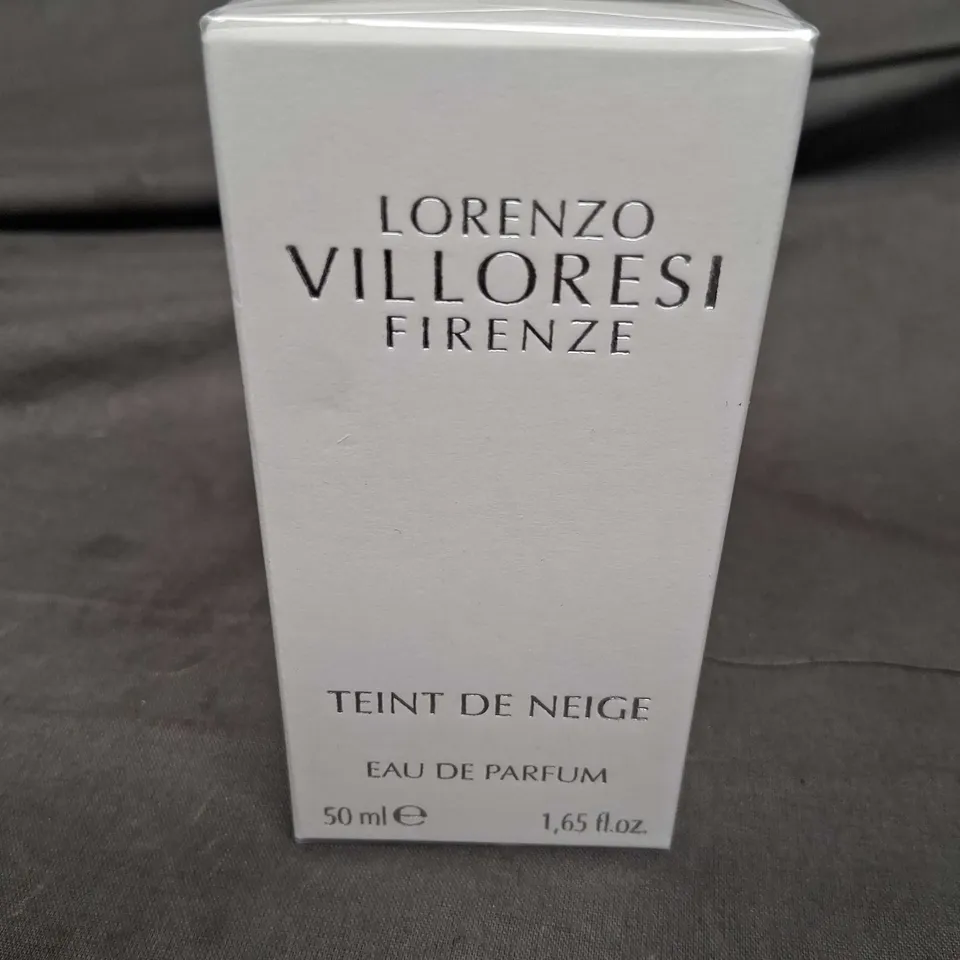 LORENZO
VILLORESI
FIRENZE
TEINT DE NEIGE
EAU DE PARFUM
50 ml ℮ 1,65 fl.oz.